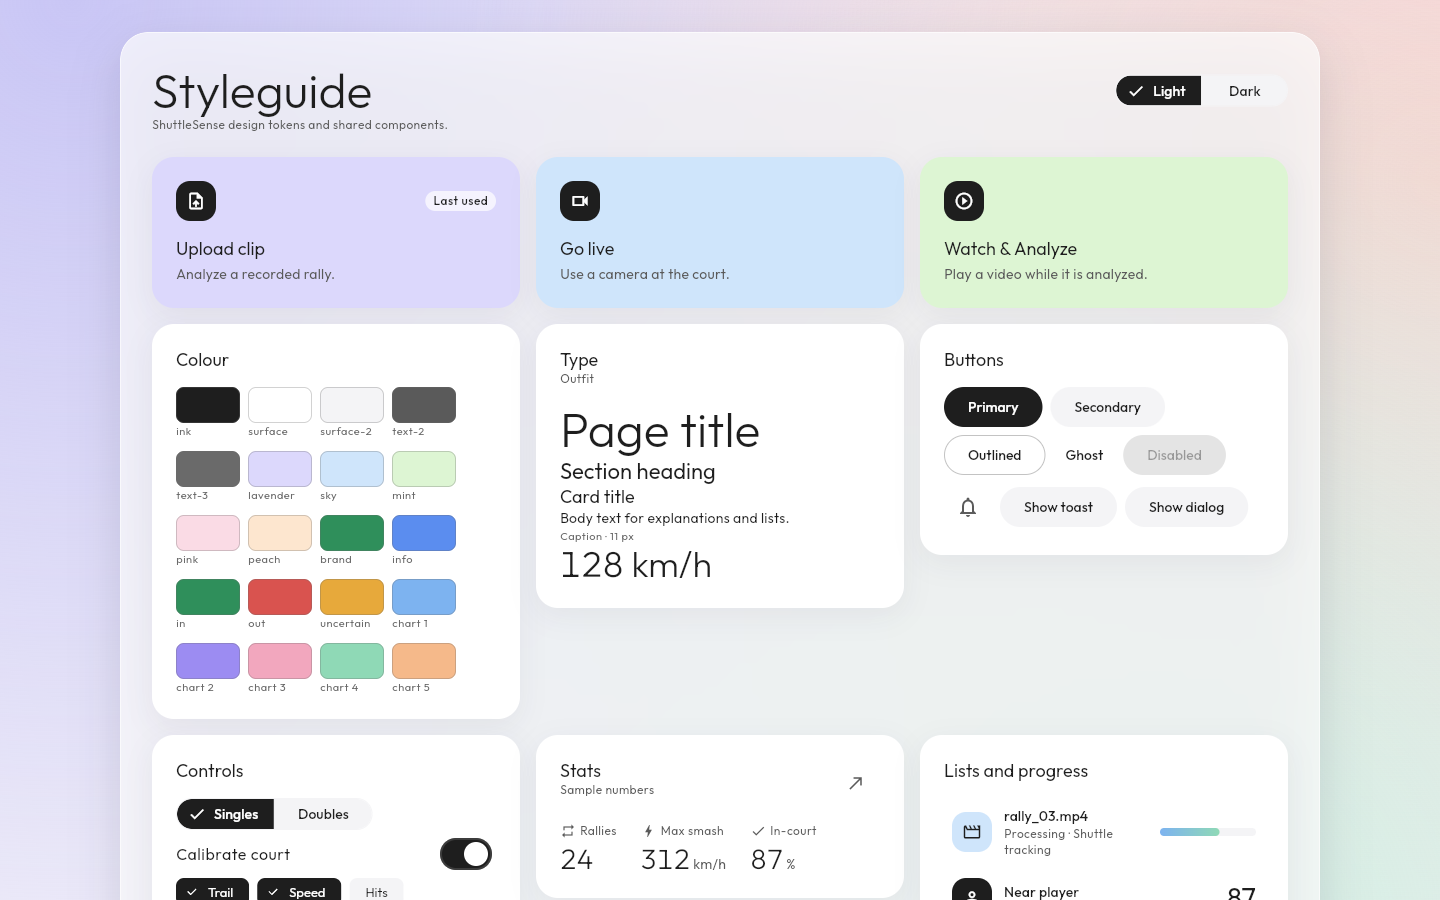 Styleguide
ShuttleSense design tokens and shared components.
Light
Dark
Last used
Upload clip
Analyze a recorded rally.
Go live
Use a camera at the court.
Watch & Analyze
Play a video while it is analyzed.
Colour
ink
surface
surface-2
text-2
text-3
lavender
sky
mint
pink
peach
brand
info
in
out
uncertain
chart 1
chart 2
chart 3
chart 4
chart 5
Type
Outfit
Page title
Section heading
Card title
Body text for explanations and lists.
Caption · 11 px
128 km/h
Buttons
Primary
Secondary
Outlined
Ghost
Disabled
Show toast
Show dialog
Controls
Singles
Doubles
Calibrate court
Trail
Speed
Hits
Stats
Sample numbers
Rallies
24
Max smash
312 km/h
In-court
87 %
Lists and progress
rally_03.mp4
Processing · Shuttle
tracking
Near player
87